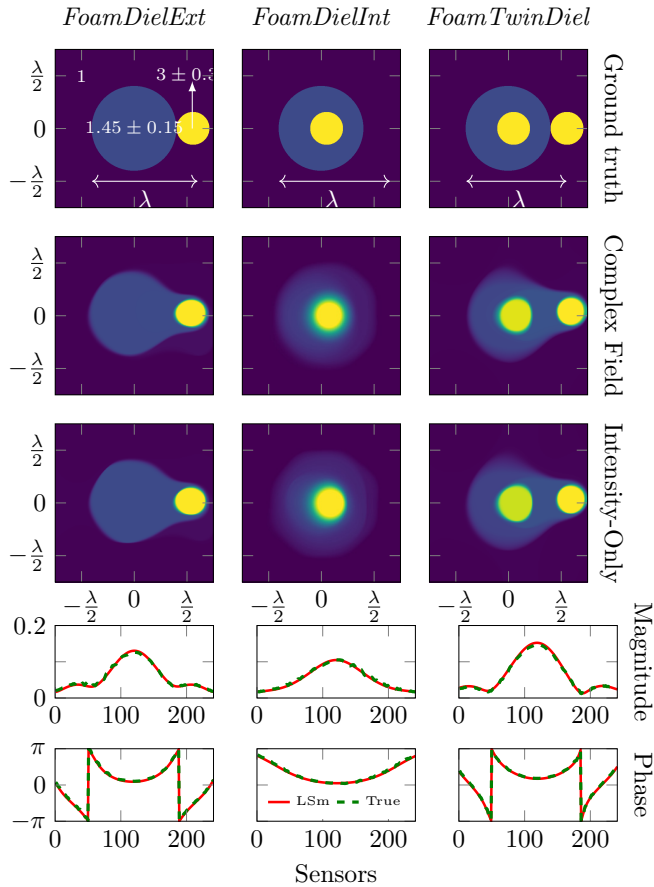 FoamDielExt FoamDielInt FoamTwinDiel
λ/2 1 3 ± 0.3
0 1.45 ± 0.15
−λ/2 λ λ λ
Ground truth
λ/2
0
−λ/2
Complex Field
λ/2
0
−λ/2
Intensity-Only
−λ/2 0 λ/2 −λ/2 0 λ/2 −λ/2 0 λ/2
0.2
0
0 100 200 0 100 200 0 100 200
Magnitude
π
0
−π
LSm True
0 100 200 0 100 200 0 100 200
Phase
Sensors